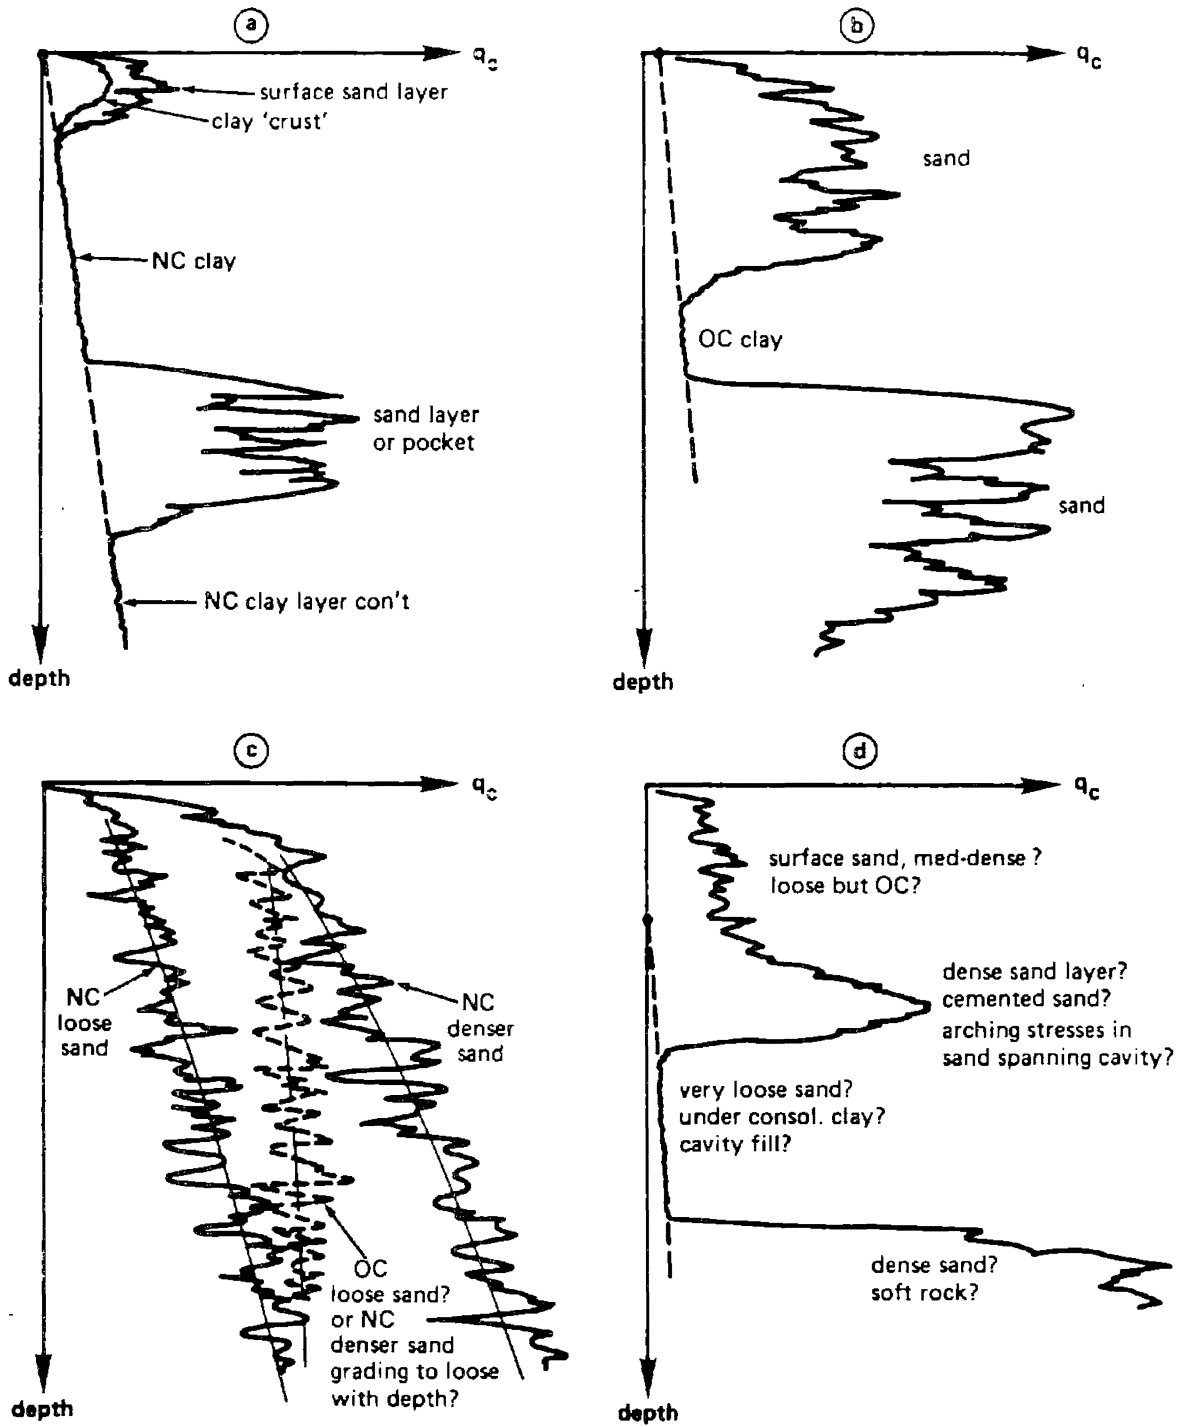 a
q_c
surface sand layer
clay 'crust'
NC clay
sand layer
or pocket
NC clay layer con't
depth
b
q_c
sand
OC clay
sand
depth
c
q_c
NC
loose
sand
NC
denser
sand
OC
loose sand?
or NC
denser sand
grading to loose
with depth?
depth
d
q_c
surface sand, med-dense ?
loose but OC?
dense sand layer?
cemented sand?
arching stresses in
sand spanning cavity?
very loose sand?
under consol. clay?
cavity fill?
dense sand?
soft rock?
depth